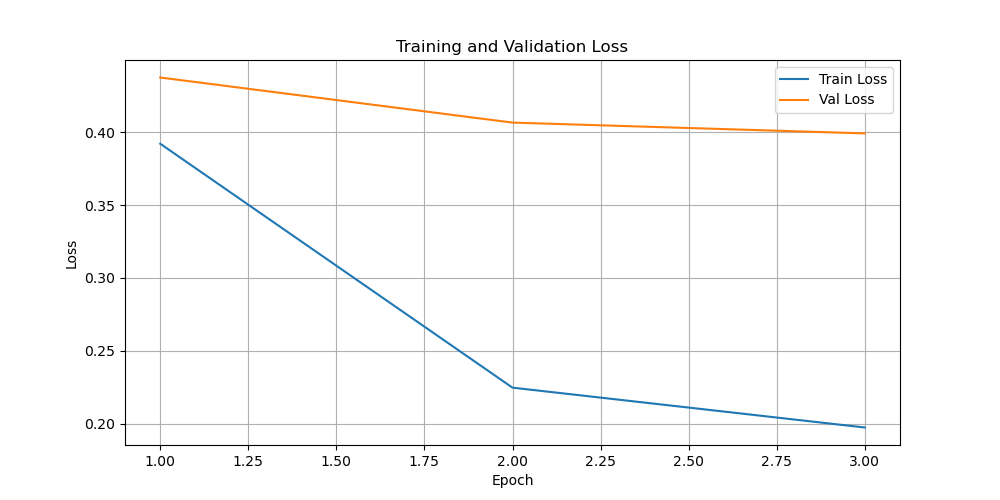 Training and Validation Loss
Train Loss
Val Loss
0.40
0.35
0.30
0.25
0.20
Loss
1.00 1.25 1.50 1.75 2.00 2.25 2.50 2.75 3.00
Epoch